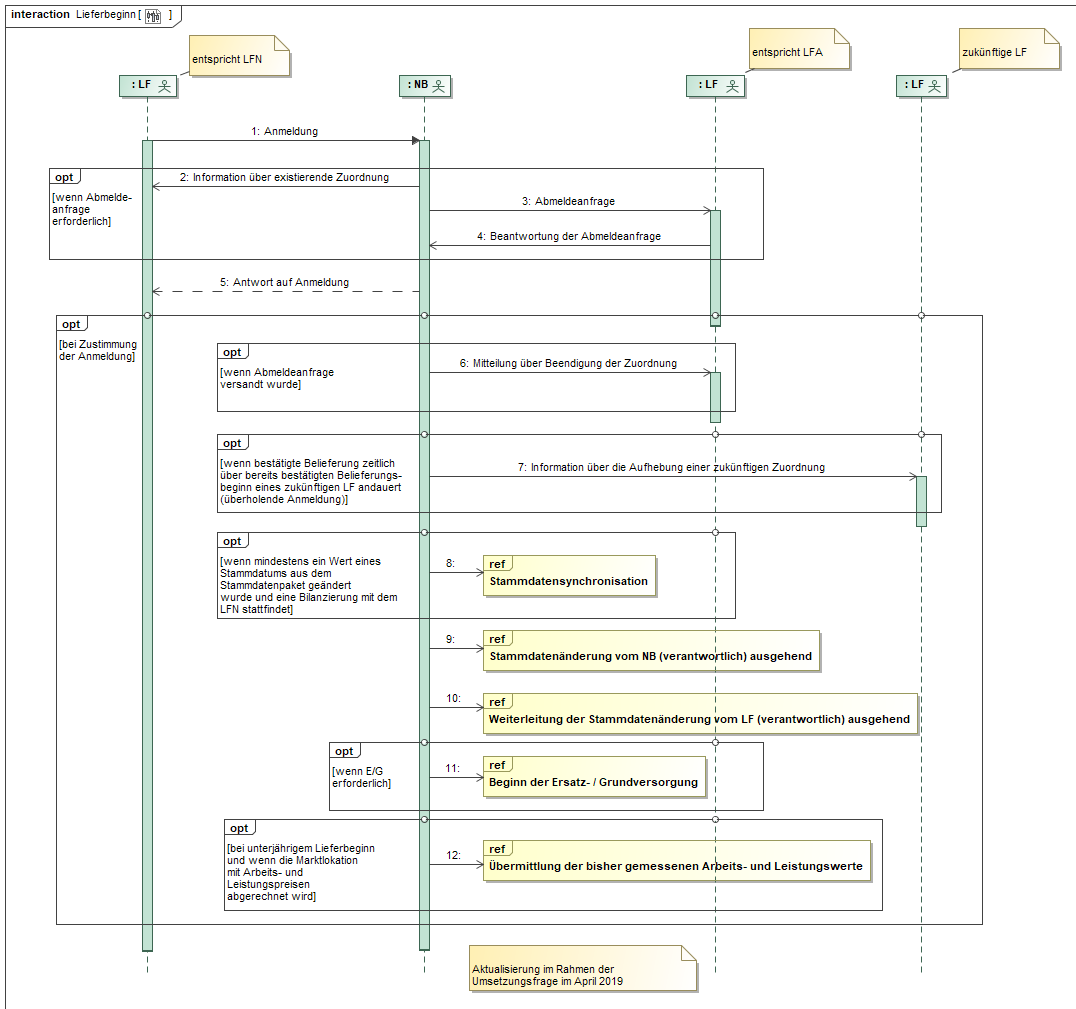 interaction Lieferbeginn [ ]
entspricht LFN
entspricht LFA
zukünftige LF
: LF
: NB
: LF
: LF
1: Anmeldung
opt
[wenn Abmelde-
anfrage
erforderlich]
2: Information über existierende Zuordnung
3: Abmeldeanfrage
4: Beantwortung der Abmeldeanfrage
5: Antwort auf Anmeldung
opt
[bei Zustimmung
der Anmeldung]
opt
[wenn Abmeldeanfrage
versandt wurde]
6: Mitteilung über Beendigung der Zuordnung
opt
[wenn bestätigte Belieferung zeitlich
über bereits bestätigten Belieferungs-
beginn eines zukünftigen LF andauert
(überholende Anmeldung)]
7: Information über die Aufhebung einer zukünftigen Zuordnung
opt
[wenn mindestens ein Wert eines
Stammdatums aus dem
Stammdatenpaket geändert
wurde und eine Bilanzierung mit dem
LFN stattfindet]
8:
ref
Stammdatensynchronisation
9:
ref
Stammdatenänderung vom NB (verantwortlich) ausgehend
10:
ref
Weiterleitung der Stammdatenänderung vom LF (verantwortlich) ausgehend
opt
[wenn E/G
erforderlich]
11:
ref
Beginn der Ersatz- / Grundversorgung
opt
[bei unterjährigem Lieferbeginn
und wenn die Marktlokation
mit Arbeits- und
Leistungspreisen
abgerechnet wird]
12:
ref
Übermittlung der bisher gemessenen Arbeits- und Leistungswerte
Aktualisierung im Rahmen der
Umsetzungsfrage im April 2019